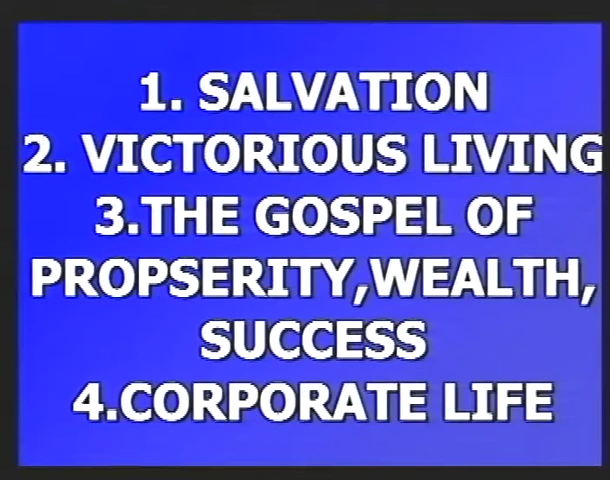 1. SALVATION
2. VICTORIOUS LIVING
3.THE GOSPEL OF
PROPSERITY,WEALTH,
SUCCESS
4.CORPORATE LIFE